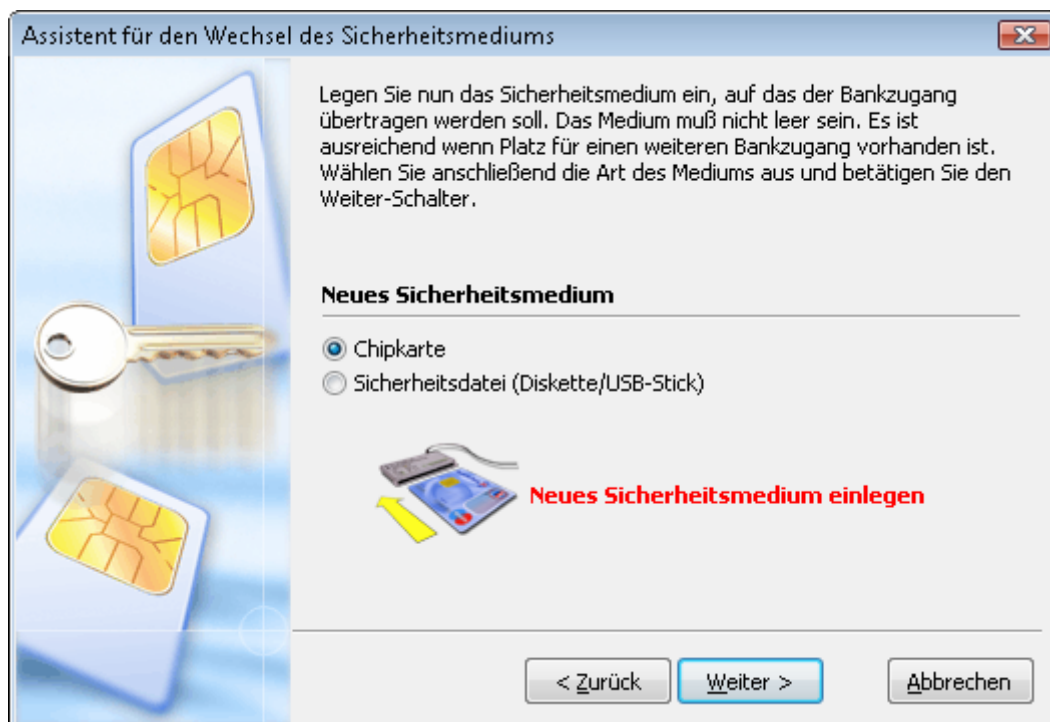 Assistent für den Wechsel des Sicherheitsmediums
Legen Sie nun das Sicherheitsmedium ein, auf das der Bankzugang
übertragen werden soll. Das Medium muß nicht leer sein. Es ist
ausreichend wenn Platz für einen weiteren Bankzugang vorhanden ist.
Wählen Sie anschließend die Art des Mediums aus und betätigen Sie den
Weiter-Schalter.
Neues Sicherheitsmedium
Chipkarte
Sicherheitsdatei (Diskette/USB-Stick)
Neues Sicherheitsmedium einlegen
< Zurück
Weiter >
Abbrechen